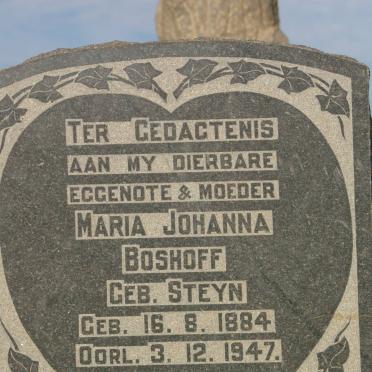 TER GEDACTENIS
AAN MY DIERBARE
EGGENOTE & MOEDER
MARIA JOHANNA
BOSHOFF
GEB. STEYN
GEB. 16. 8. 1884
OORL. 3. 12. 1947.